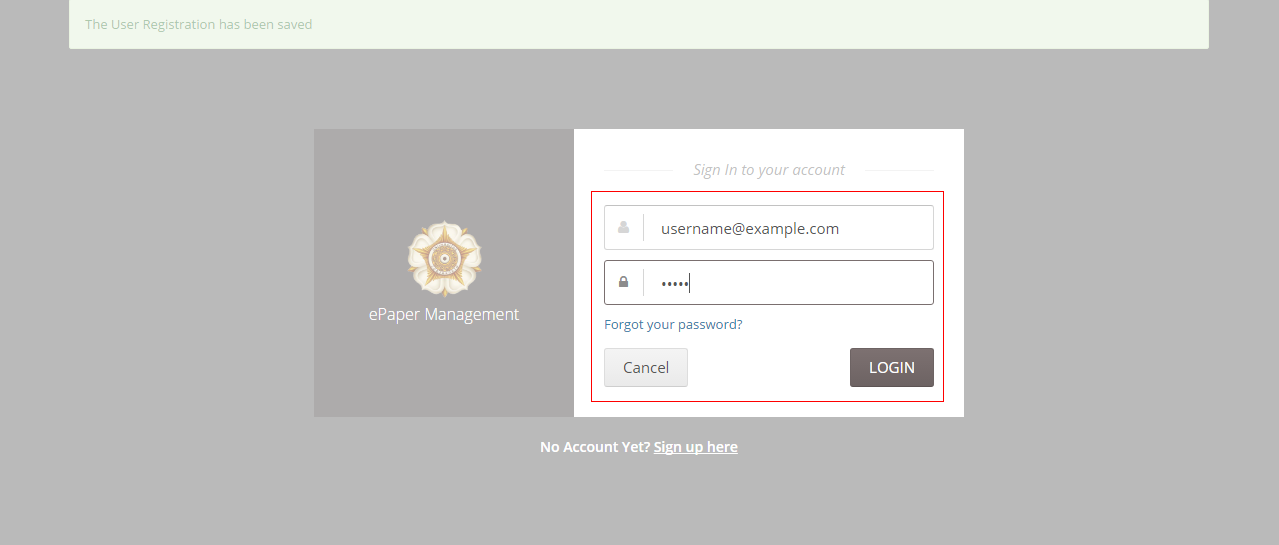 The User Registration has been saved
Sign In to your account
username@example.com
•••••
ePaper Management
Forgot your password?
Cancel
LOGIN
No Account Yet? Sign up here